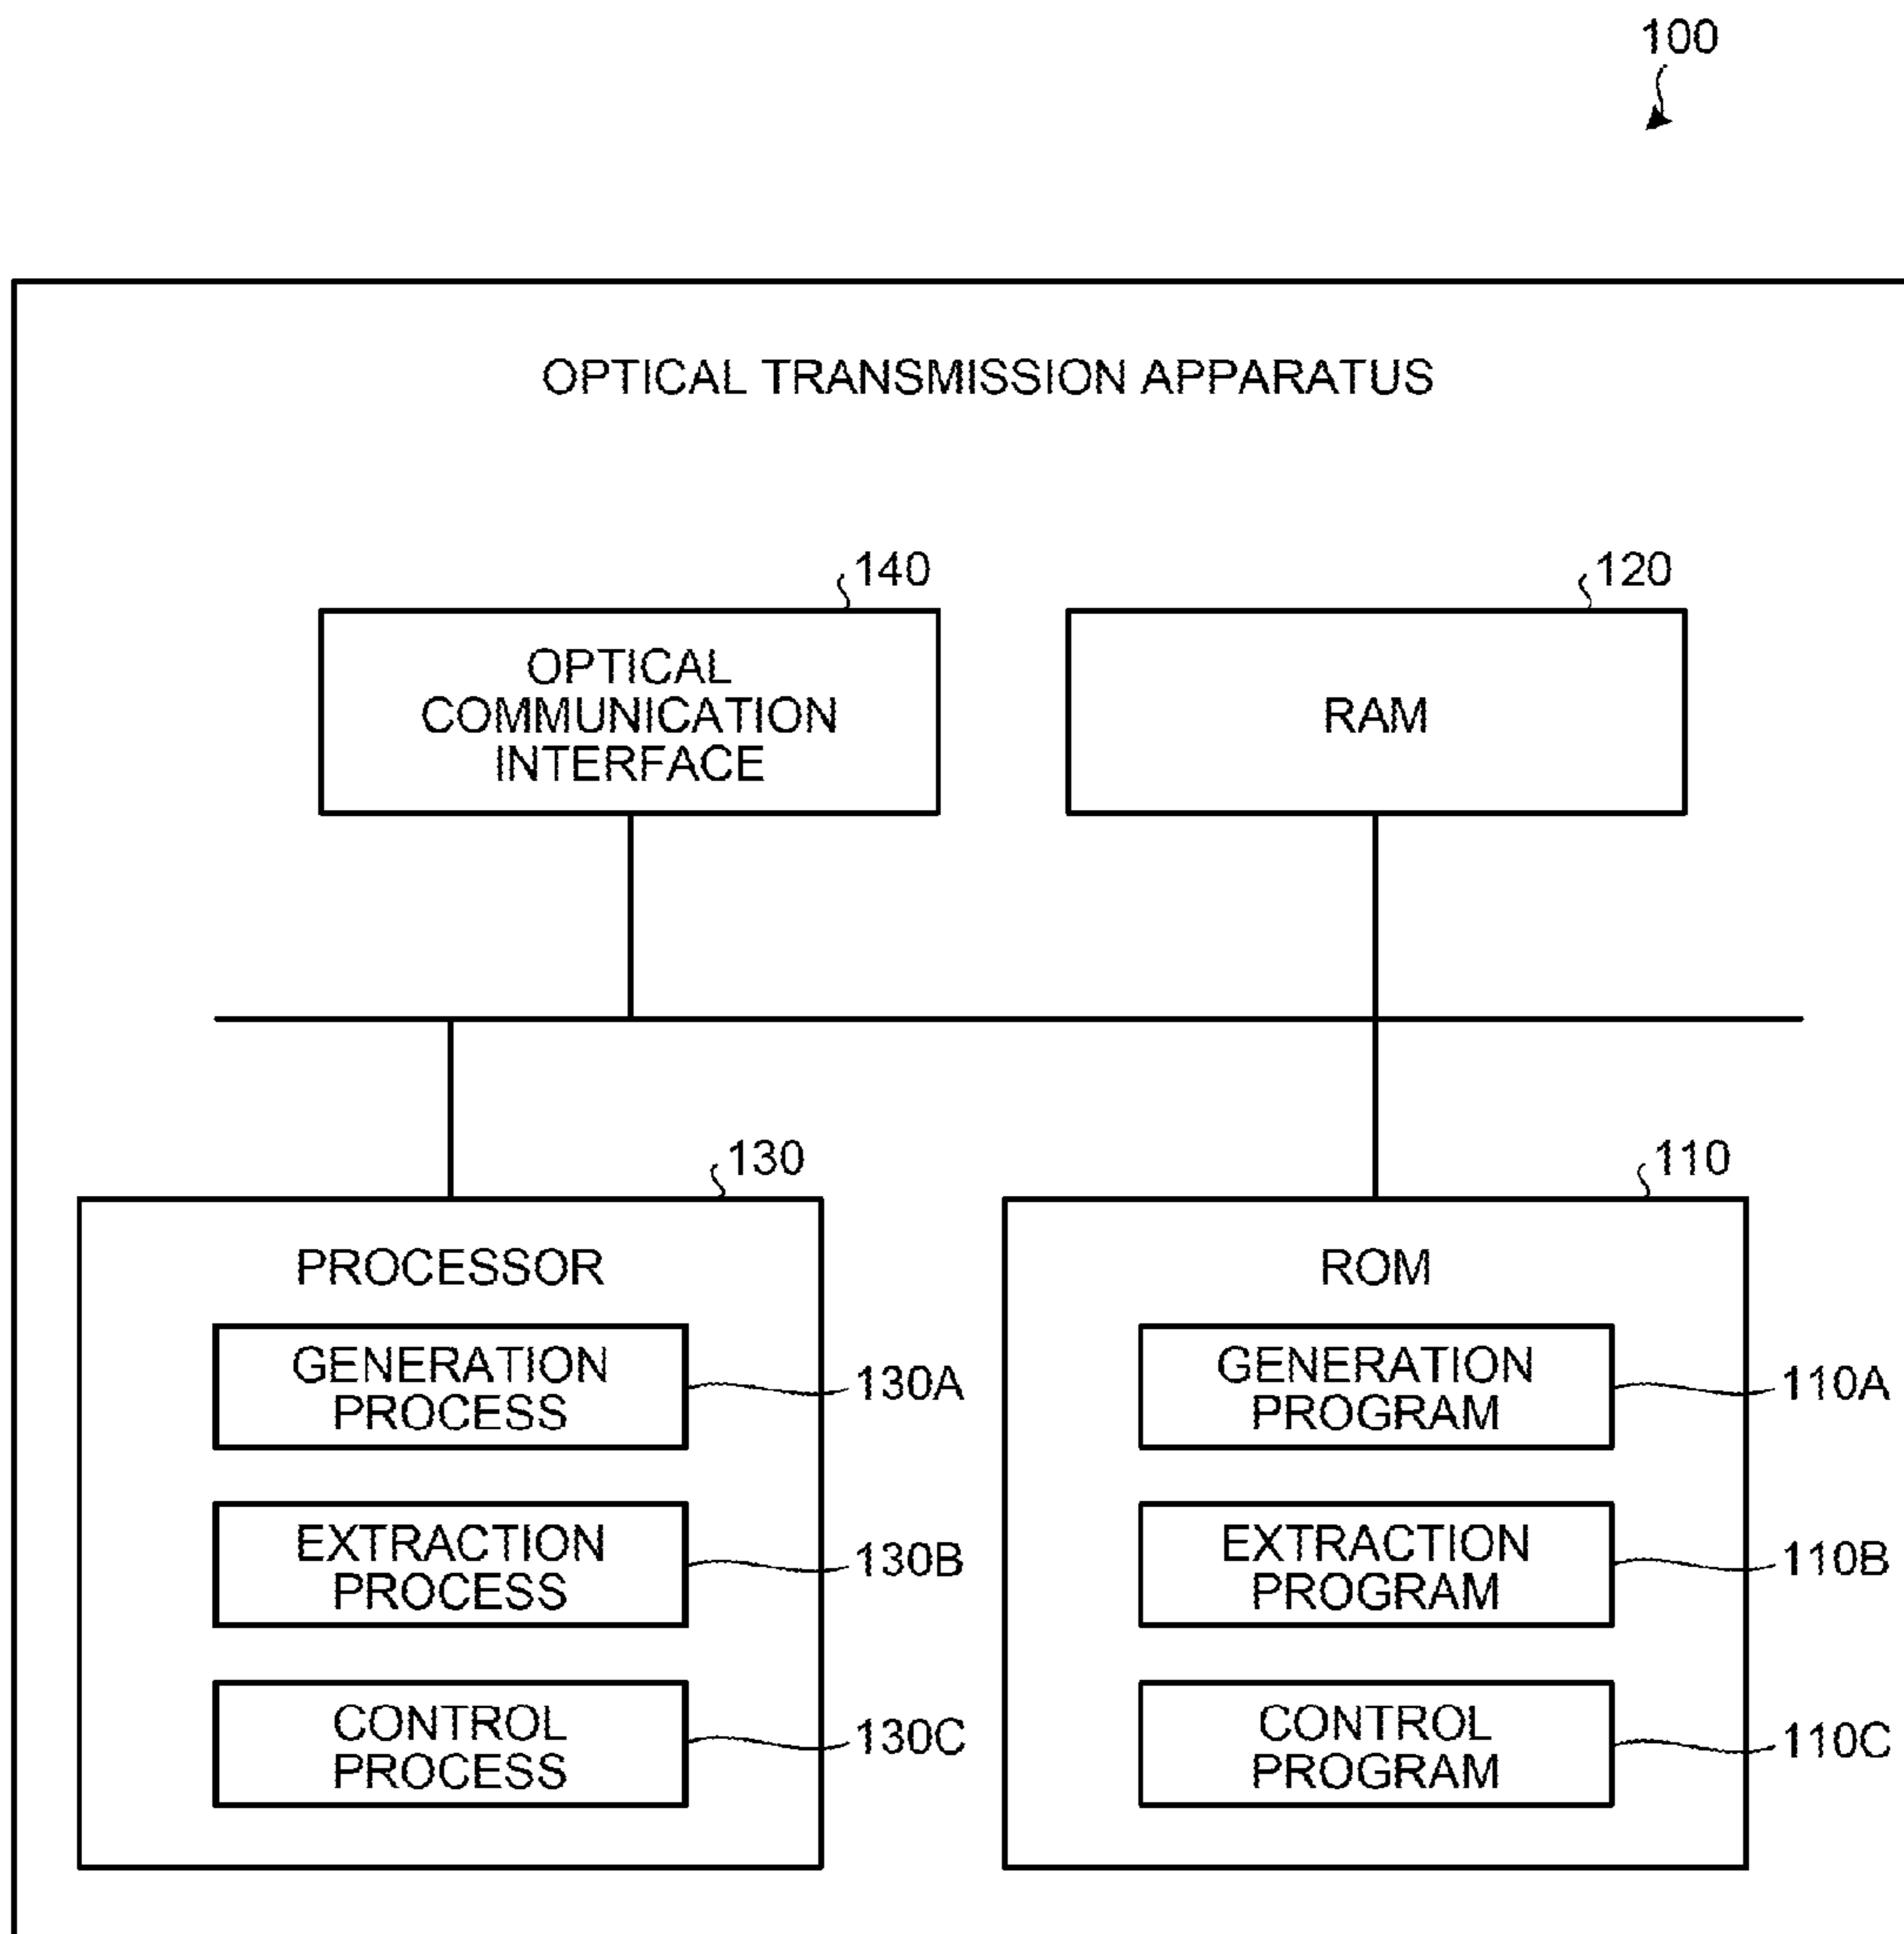 100
OPTICAL TRANSMISSION APPARATUS
140
120
OPTICAL
COMMUNICATION
INTERFACE
RAM
130
110
PROCESSOR
GENERATION
PROCESS
130A
EXTRACTION
PROCESS
130B
CONTROL
PROCESS
130C
ROM
GENERATION
PROGRAM
110A
EXTRACTION
PROGRAM
110B
CONTROL
PROGRAM
110C